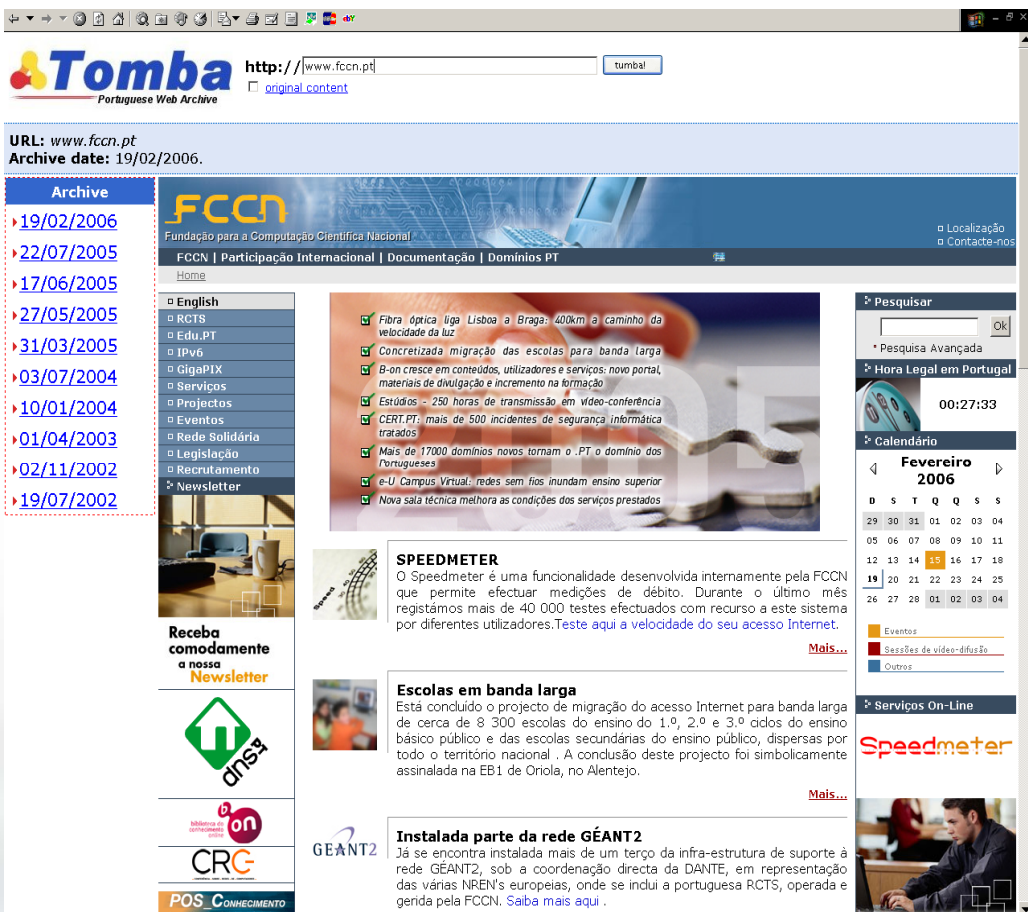 Tomba
Portuguese Web Archive
http://www.fccn.pt
tumba!
original content
URL: www.fccn.pt
Archive date: 19/02/2006.
Archive
19/02/2006
22/07/2005
17/06/2005
27/05/2005
31/03/2005
03/07/2004
10/01/2004
01/04/2003
02/11/2002
19/07/2002
FCCN
Fundação para a Computação Científica Nacional
Localização
Contacte-nos
FCCN | Participação Internacional | Documentação | Domínios PT
Home
English
RCTS
Edu.PT
IPv6
GigaPIX
Serviços
Projectos
Eventos
Rede Solidária
Legislação
Recrutamento
Newsletter
Receba
comodamente
a nossa
Newsletter
RSUP
biblioteca do
conhecimento
online
b
on
CRC
POS_CONHECIMENTO
2005
Fibra óptica liga Lisboa a Braga: 400km a caminho da
velocidade da luz
Concretizada migração das escolas para banda larga
B-on cresce em conteúdos, utilizadores e serviços: novo portal,
materiais de divulgação e incremento na formação
Estúdios - 250 horas de transmissão em vídeo-conferência
CERT.PT: mais de 500 incidentes de segurança informática
tratados
Mais de 17000 domínios novos tornam o .PT o domínio dos
Portugueses
e-U Campus Virtual: redes sem fios inundam ensino superior
Nova sala técnica melhora as condições dos serviços prestados
Speed
SPEEDMETER
O Speedmeter é uma funcionalidade desenvolvida internamente pela FCCN
que permite efectuar medições de débito. Durante o último mês
registámos mais de 40 000 testes efectuados com recurso a este sistema
por diferentes utilizadores.Teste aqui a velocidade do seu acesso Internet.
Mais...
Escolas em banda larga
Está concluído o projecto de migração do acesso Internet para banda larga
de cerca de 8 300 escolas do ensino do 1.º, 2.º e 3.º ciclos do ensino
básico público e das escolas secundárias do ensino público, dispersas por
todo o território nacional . A conclusão deste projecto foi simbolicamente
assinalada na EB1 de Oriola, no Alentejo.
Mais...
GÉANT2
Instalada parte da rede GÉANT2
Já se encontra instalada mais de um terço da infra-estrutura de suporte à
rede GÉANT2, sob a coordenação directa da DANTE, em representação
das várias NREN's europeias, onde se inclui a portuguesa RCTS, operada e
gerida pela FCCN. Saiba mais aqui .
Pesquisar
Ok
* Pesquisa Avançada
Hora Legal em Portugal
00:27:33
Calendário
Fevereiro
2006
D S T Q Q S S
29 30 31 01 02 03 04
05 06 07 08 09 10 11
12 13 14 15 16 17 18
19 20 21 22 23 24 25
26 27 28 01 02 03 04
Eventos
Sessões de vídeo-difusão
Outros
Serviços On-Line
Speedmeter